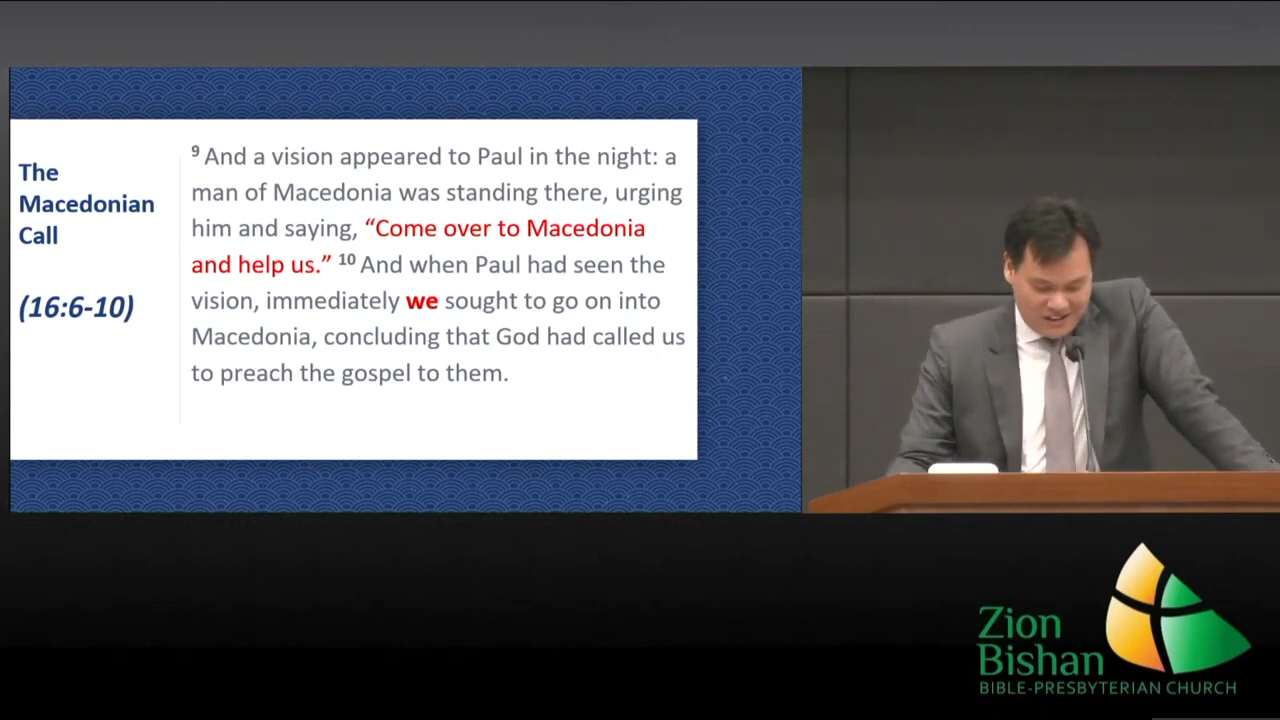 The
Macedonian
Call
(16:6-10)
9 And a vision appeared to Paul in the night: a
man of Macedonia was standing there, urging
him and saying, “Come over to Macedonia
and help us.” 10 And when Paul had seen the
vision, immediately we sought to go on into
Macedonia, concluding that God had called us
to preach the gospel to them.
Zion
Bishan
BIBLE-PRESBYTERIAN CHURCH